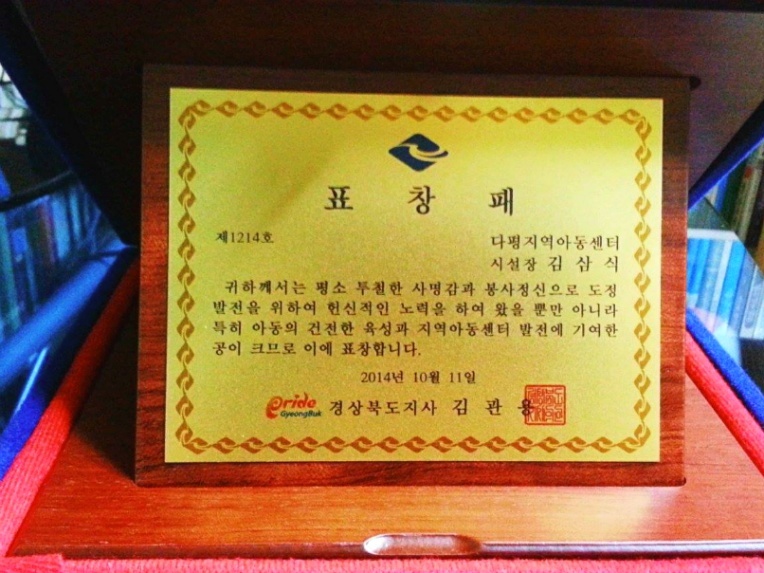 표 창 패
제1214호
다평지역아동센터
시설장 김 삼 식
귀하께서는 평소 투철한 사명감과 봉사정신으로 도정
발전을 위하여 헌신적인 노력을 하여 왔을 뿐만 아니라
특히 아동의 건전한 육성과 지역아동센터 발전에 기여한
공이 크므로 이에 표창합니다.
2014년 10월 11일
Pride
GyeongBuk
경상북도지사 김 관 용